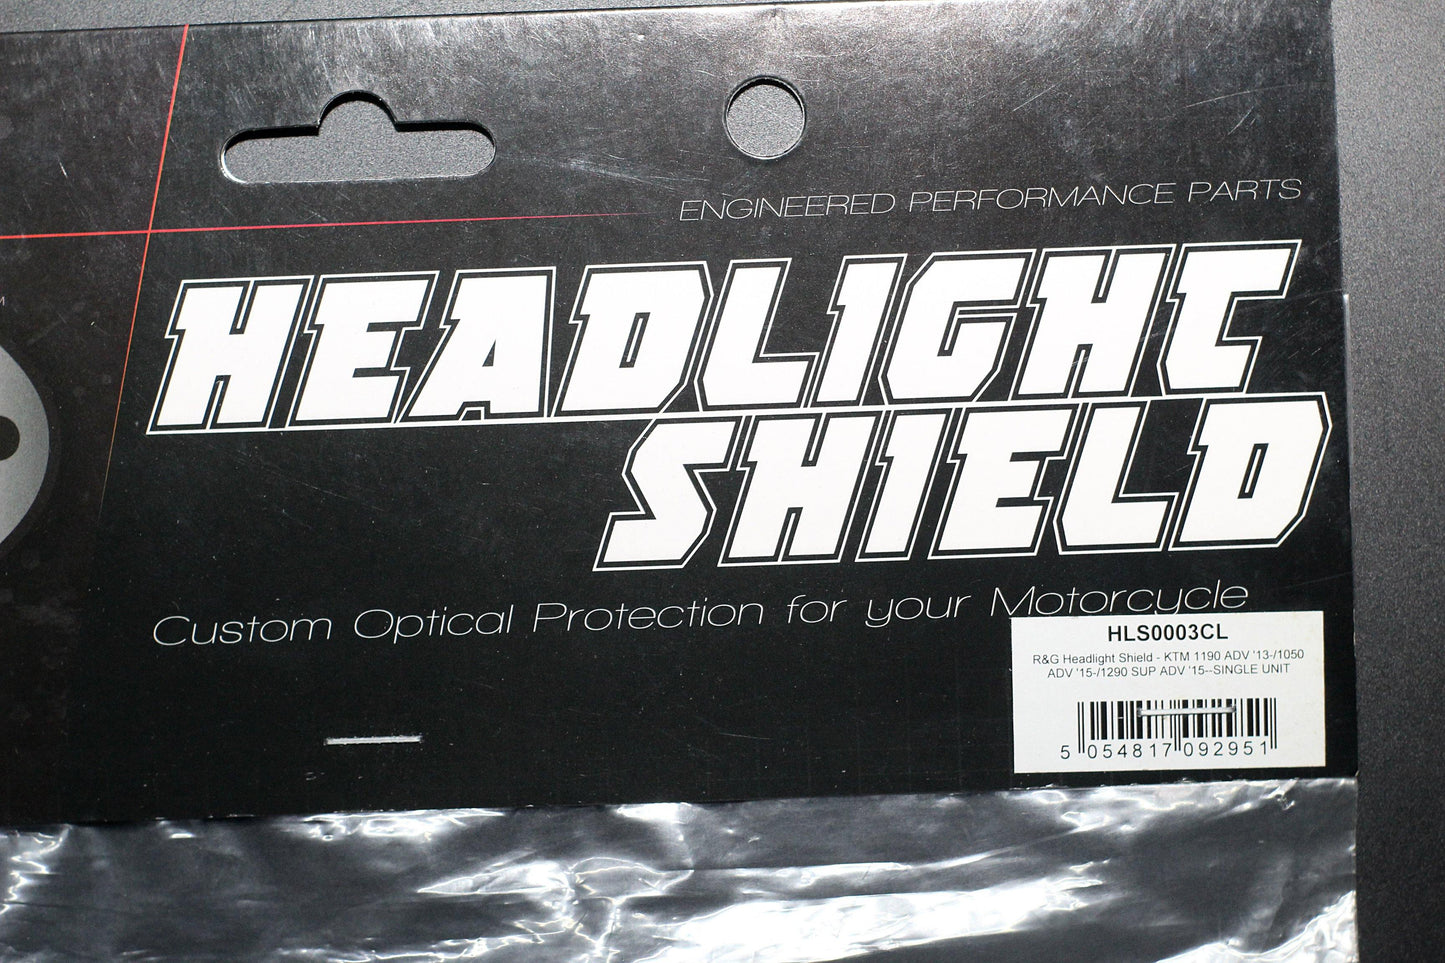 ENGINEERED PERFORMANCE PARTS
HEADLIGHT
SHIELD
Custom Optical Protection for your Motorcycle
HLS0003CL
R&G Headlight Shield - KTM 1190 ADV '13-/1050
ADV '15-/1290 SUP ADV '15--SINGLE UNIT
5 054817 092951